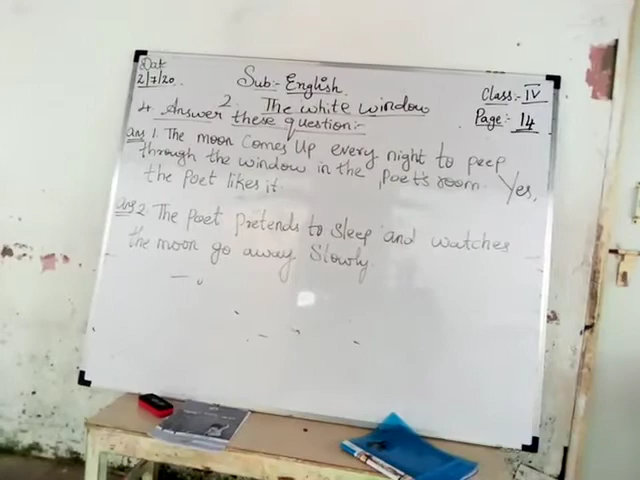 Date
2/7/20.
Sub:- English.
Class:- IV
2. The white window
Page:- 14
4. Answer these question:-
Ans 1. The moon Comes Up every night to peep
through the window in the Poet's room. Yes,
the Poet likes it.
Ans 2. The Poet pretends to Sleep and watches
the moon go away Slowly.